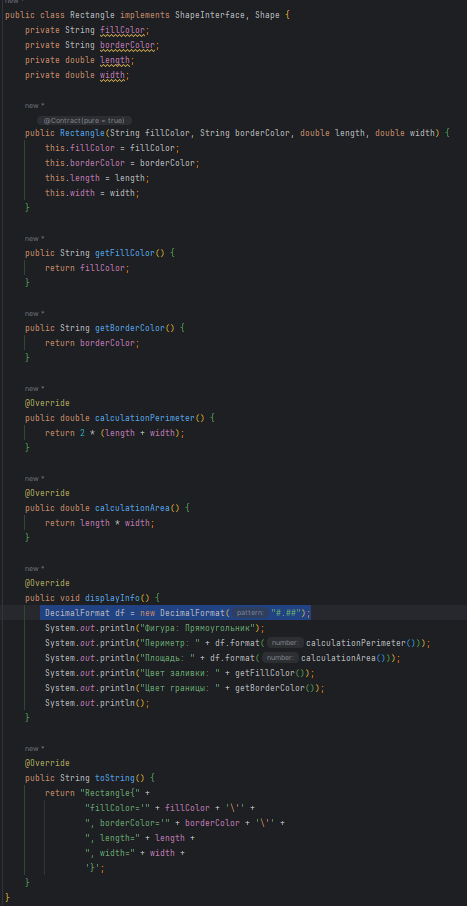 new *
public class Rectangle implements ShapeInterface, Shape {
private String fillColor;
private String borderColor;
private double length;
private double width;
new *
@Contract(pure = true)
public Rectangle(String fillColor, String borderColor, double length, double width) {
this.fillColor = fillColor;
this.borderColor = borderColor;
this.length = length;
this.width = width;
}
new *
public String getFillColor() {
return fillColor;
}
new *
public String getBorderColor() {
return borderColor;
}
new *
@Override
public double calculationPerimeter() {
return 2 * (length + width);
}
new *
@Override
public double calculationArea() {
return length * width;
}
new *
@Override
public void displayInfo() {
DecimalFormat df = new DecimalFormat( pattern: "#.##");
System.out.println("Фигура: Прямоугольник");
System.out.println("Периметр: " + df.format( number: calculationPerimeter()));
System.out.println("Площадь: " + df.format( number: calculationArea()));
System.out.println("Цвет заливки: " + getFillColor());
System.out.println("Цвет границы: " + getBorderColor());
System.out.println();
}
new *
@Override
public String toString() {
return "Rectangle{" +
"fillColor='" + fillColor + '\'' +
", borderColor='" + borderColor + '\'' +
", length=" + length +
", width=" + width +
'}';
}
}